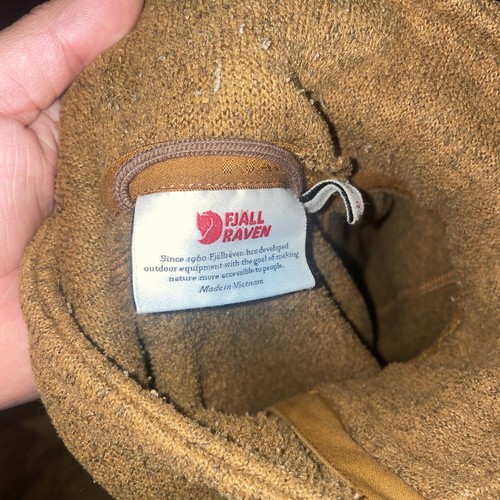 FJÄLL
RAVEN
Since 1960 Fjällräven has developed
outdoor equipment with the goal of making
nature more accessible to people.
Made in Vietnam